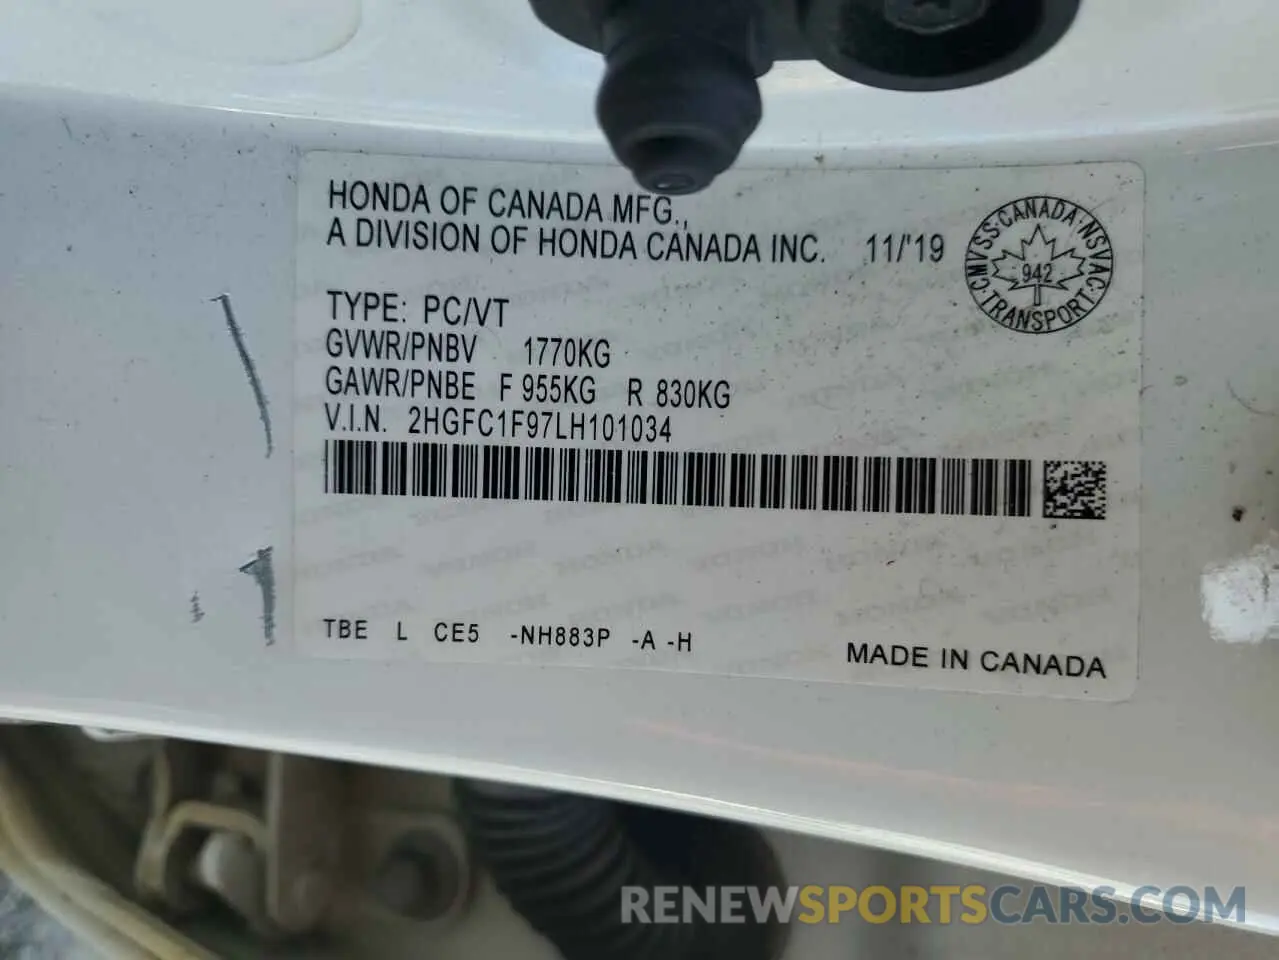 HONDA OF CANADA MFG.,
A DIVISION OF HONDA CANADA INC. 11/'19
CMVSS·CANADA·NSVAC·TRANSPORT·
942
TYPE: PC/VT
GVWR/PNBV 1770KG
GAWR/PNBE F 955KG R 830KG
V.I.N. 2HGFC1F97LH101034
TBE L CE5 -NH883P -A -H
MADE IN CANADA
RENEWSPORTSCARS.COM